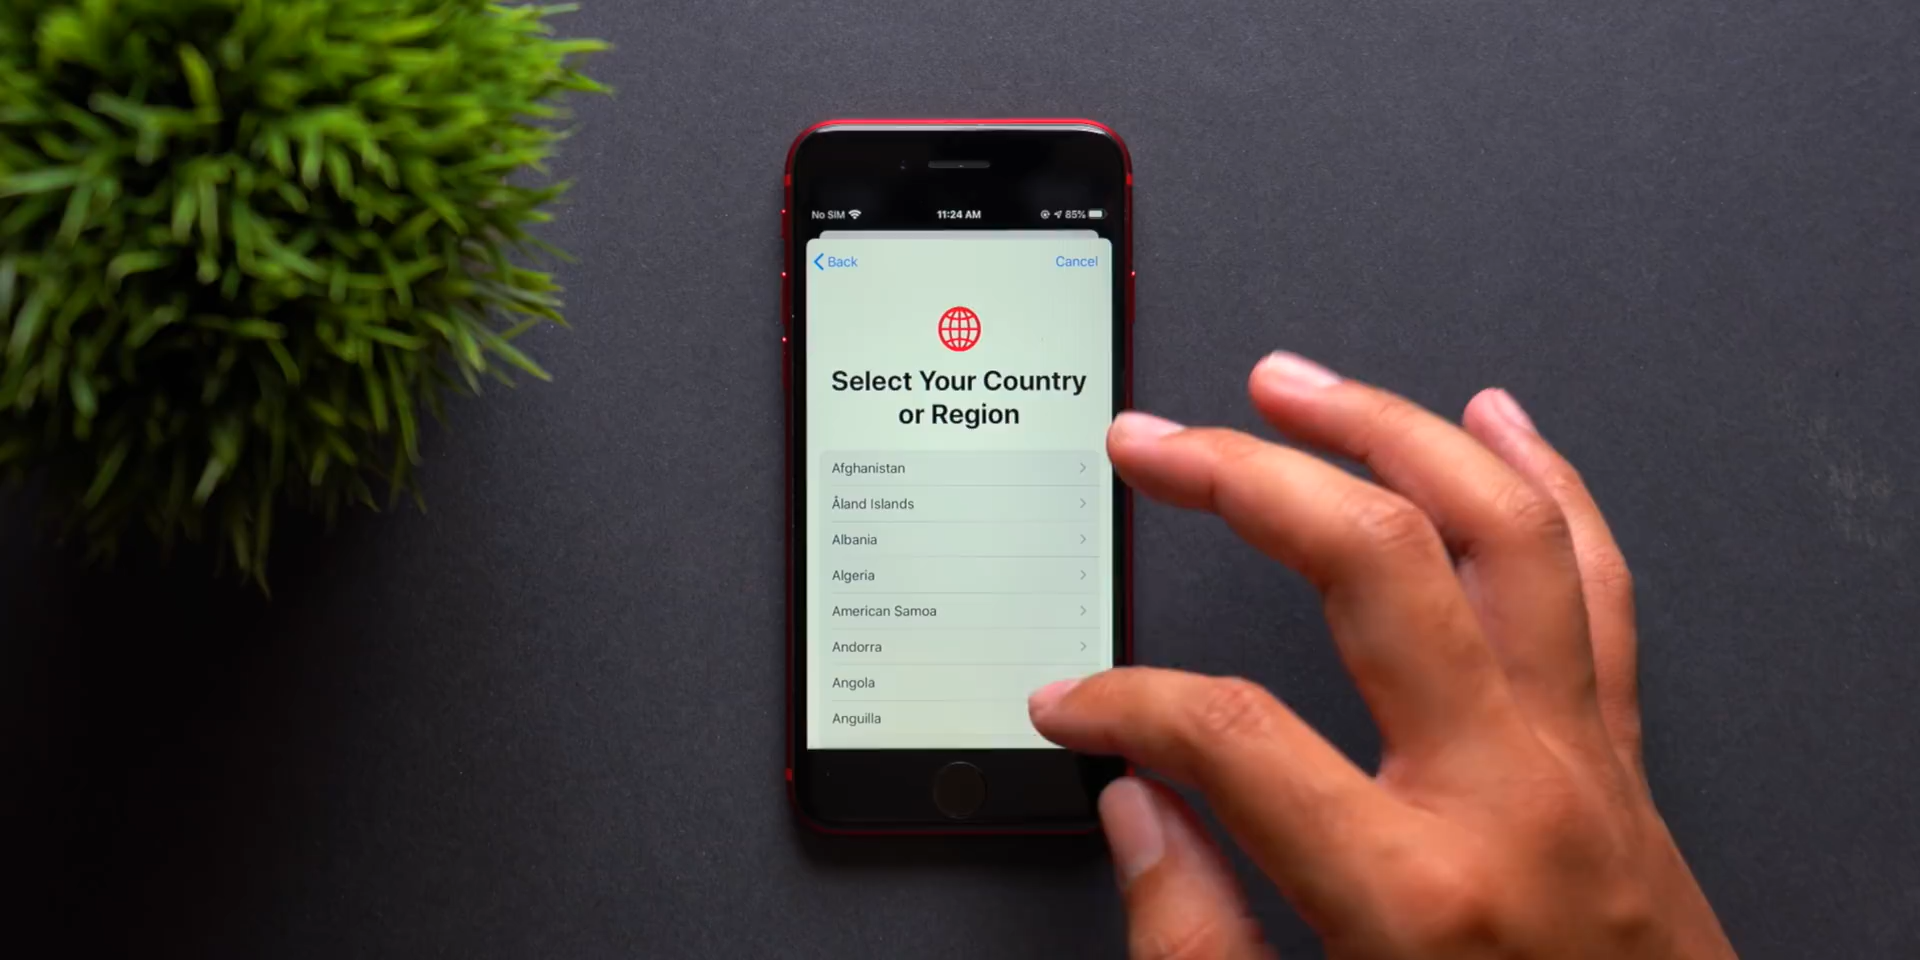 No SIM 11:24 AM 85%
Back Cancel
Select Your Country
or Region
Afghanistan
Åland Islands
Albania
Algeria
American Samoa
Andorra
Angola
Anguilla